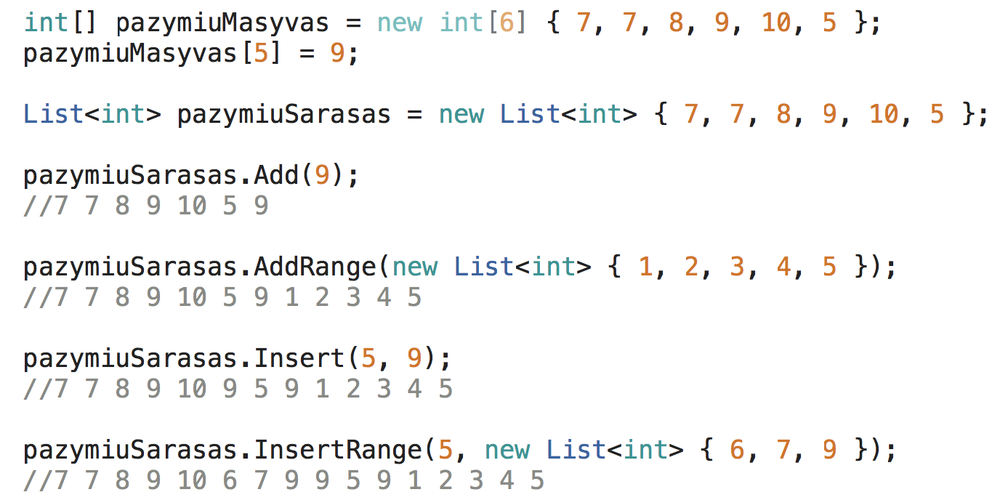 int[] pazymiuMasyvas = new int[6] { 7, 7, 8, 9, 10, 5 };
pazymiuMasyvas[5] = 9;
List<int> pazymiuSarasas = new List<int> { 7, 7, 8, 9, 10, 5 };
pazymiuSarasas.Add(9);
//7 7 8 9 10 5 9
pazymiuSarasas.AddRange(new List<int> { 1, 2, 3, 4, 5 });
//7 7 8 9 10 5 9 1 2 3 4 5
pazymiuSarasas.Insert(5, 9);
//7 7 8 9 10 9 5 9 1 2 3 4 5
pazymiuSarasas.InsertRange(5, new List<int> { 6, 7, 9 });
//7 7 8 9 10 6 7 9 9 5 9 1 2 3 4 5